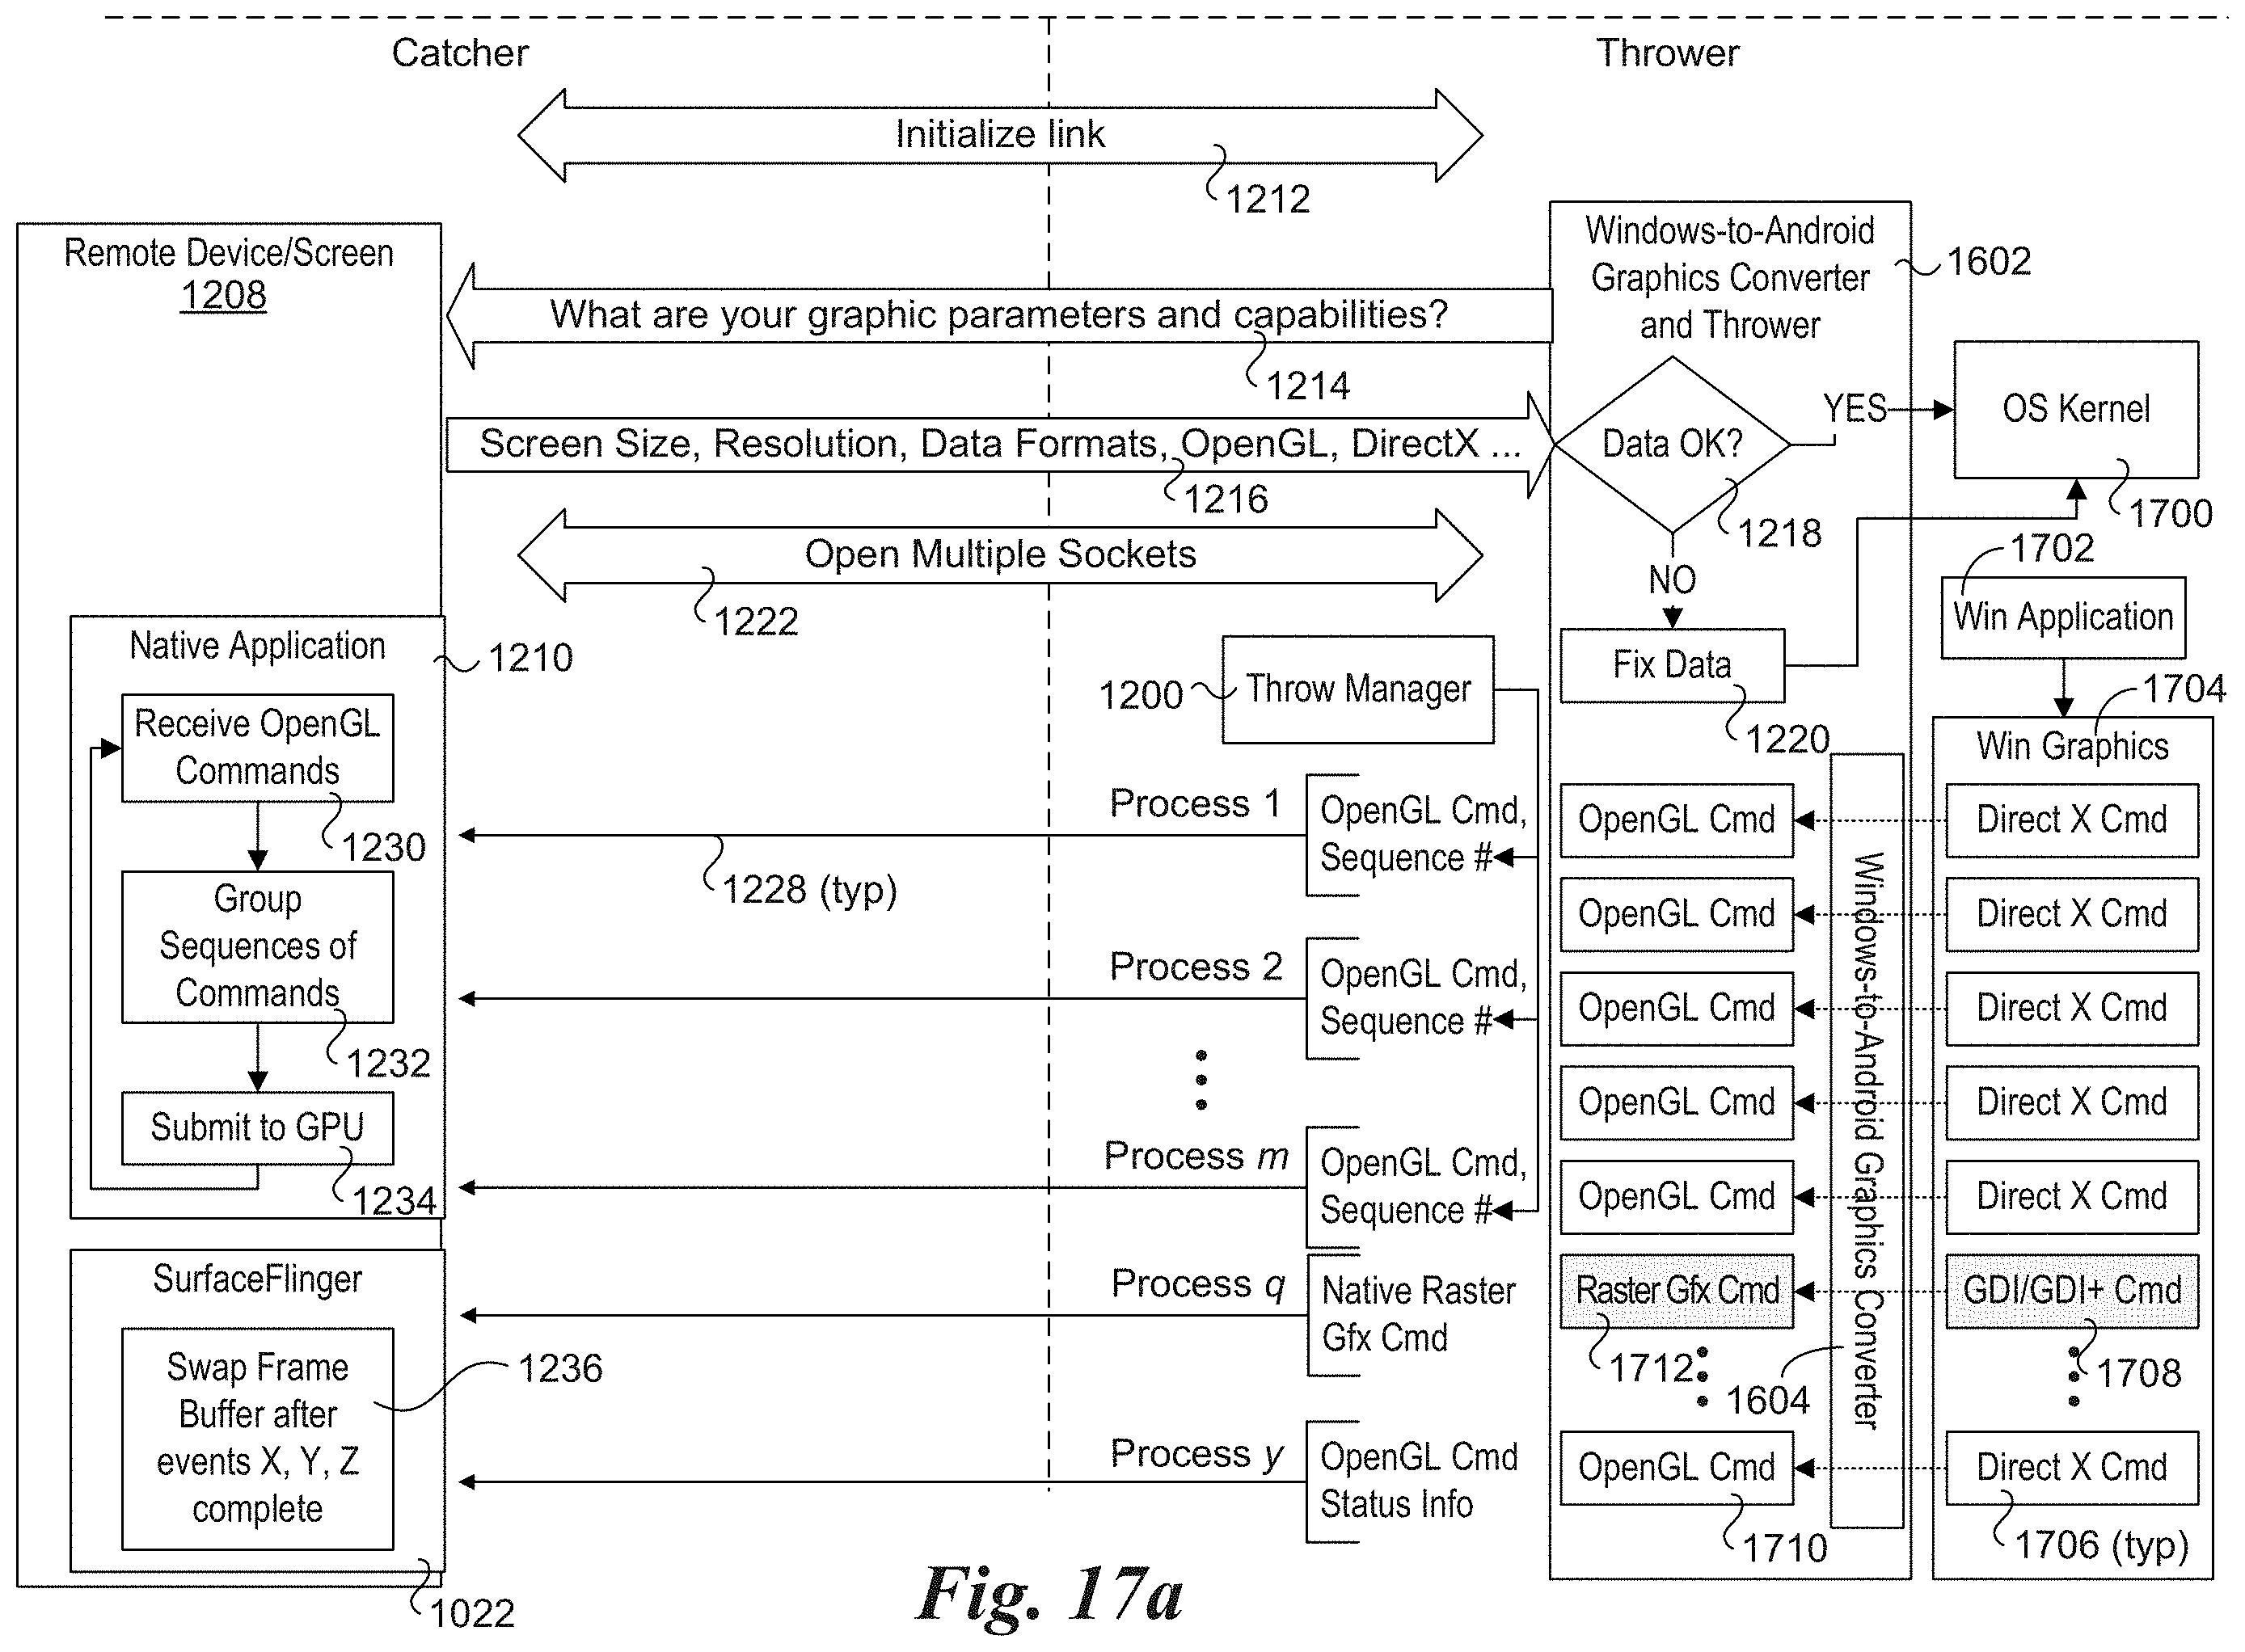 Catcher
Thrower
Initialize link
1212
Remote Device/Screen
1208
Windows-to-Android
Graphics Converter
and Thrower
1602
What are your graphic parameters and capabilities?
1214
Screen Size, Resolution, Data Formats, OpenGL, DirectX ...
1216
Data OK?
1218
YES
OS Kernel
1700
NO
Open Multiple Sockets
1222
Fix Data
1220
1702
Win Application
1704
Win Graphics
Native Application
1210
Receive OpenGL
Commands
1230
Group
Sequences of
Commands
1232
Submit to GPU
1234
1200
Throw Manager
Process 1
OpenGL Cmd,
Sequence #
1228 (typ)
Process 2
OpenGL Cmd,
Sequence #
Process m
OpenGL Cmd,
Sequence #
Process q
Native Raster
Gfx Cmd
Process y
OpenGL Cmd
Status Info
OpenGL Cmd
Direct X Cmd
OpenGL Cmd
Direct X Cmd
OpenGL Cmd
Direct X Cmd
OpenGL Cmd
Direct X Cmd
OpenGL Cmd
Direct X Cmd
Raster Gfx Cmd
GDI/GDI+ Cmd
1712
1708
1604
Windows-to-Android Graphics Converter
OpenGL Cmd
Direct X Cmd
1710
1706 (typ)
SurfaceFlinger
Swap Frame
Buffer after
events X, Y, Z
complete
1236
1022
Fig. 17a